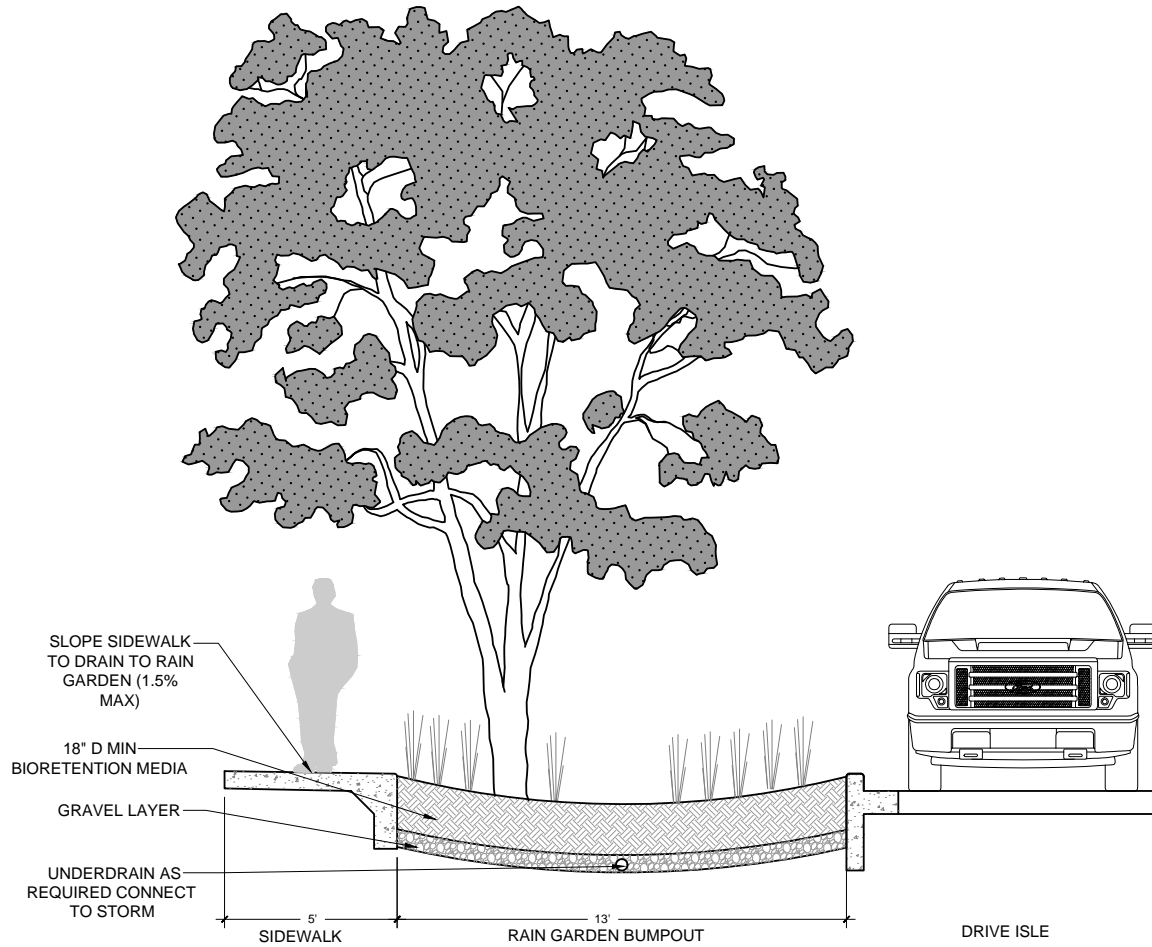 SLOPE SIDEWALK
TO DRAIN TO RAIN
GARDEN (1.5%
MAX)
18" D MIN
BIORETENTION MEDIA
GRAVEL LAYER
UNDERDRAIN AS
REQUIRED CONNECT
TO STORM
5'
SIDEWALK
13'
RAIN GARDEN BUMPOUT
DRIVE ISLE